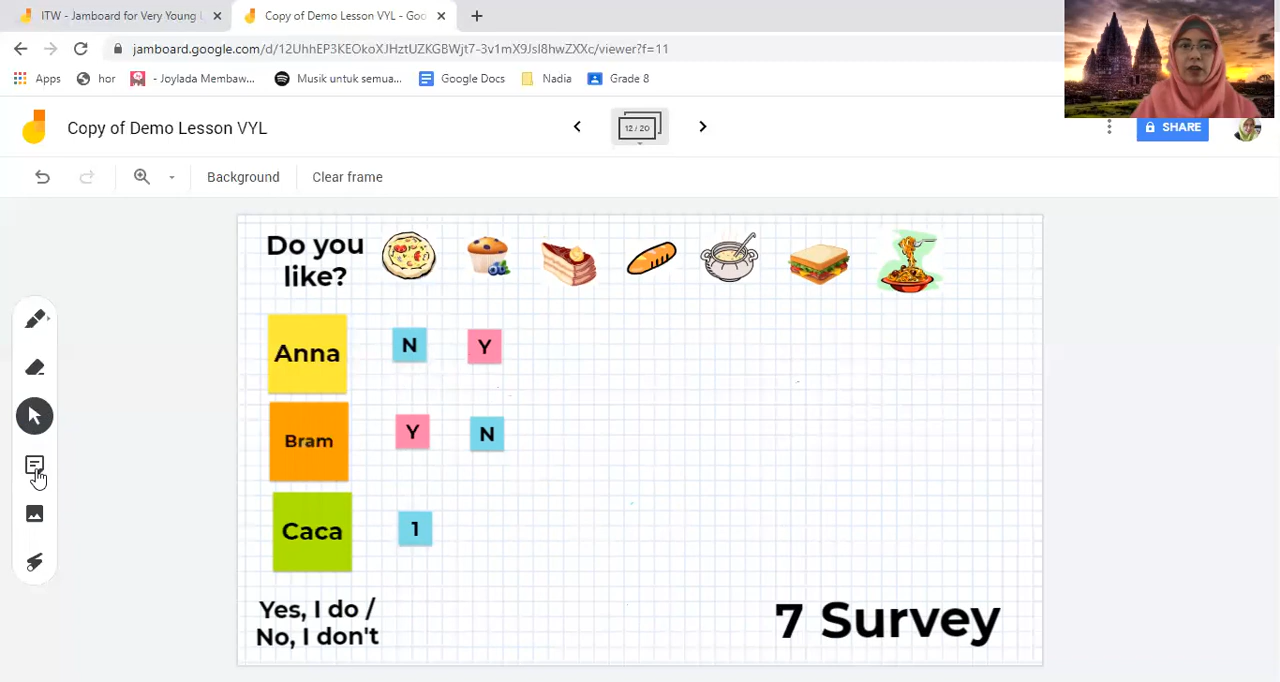 ITW - Jamboard for Very Young L
Copy of Demo Lesson VYL - Goo
jamboard.google.com/d/12UhhEP3KEOkoXJHztUZKGBWjt7-3v1mX9JsI8hwZXXc/viewer?f=11
Apps
hor
- Joylada Membaw...
Musik untuk semua...
Google Docs
Nadia
Grade 8
Copy of Demo Lesson VYL
12 / 20
SHARE
Background
Clear frame
Do you
like?
Anna
N
Y
Bram
Y
N
Caca
1
Yes, I do /
No, I don't
7 Survey